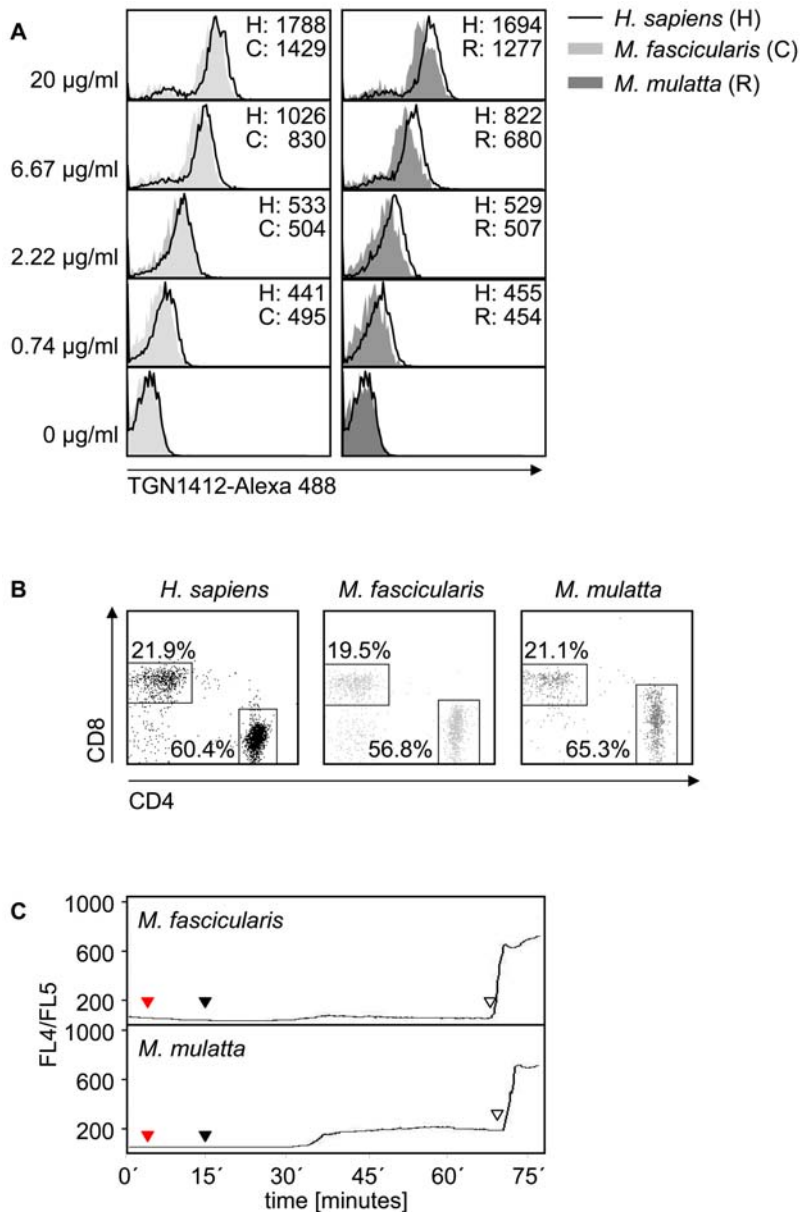 A
H. sapiens (H)
M. fascicularis (C)
M. mulatta (R)
20 µg/ml
H: 1788
C: 1429
H: 1694
R: 1277
6.67 µg/ml
H: 1026
C: 830
H: 822
R: 680
2.22 µg/ml
H: 533
C: 504
H: 529
R: 507
0.74 µg/ml
H: 441
C: 495
H: 455
R: 454
0 µg/ml
TGN1412-Alexa 488
B
H. sapiens
M. fascicularis
M. mulatta
21.9%
19.5%
21.1%
60.4%
56.8%
65.3%
CD8
CD4
C
1000
M. fascicularis
600
200
1000
M. mulatta
600
200
FL4/FL5
0´ 15´ 30´ 45´ 60´ 75´
time [minutes]